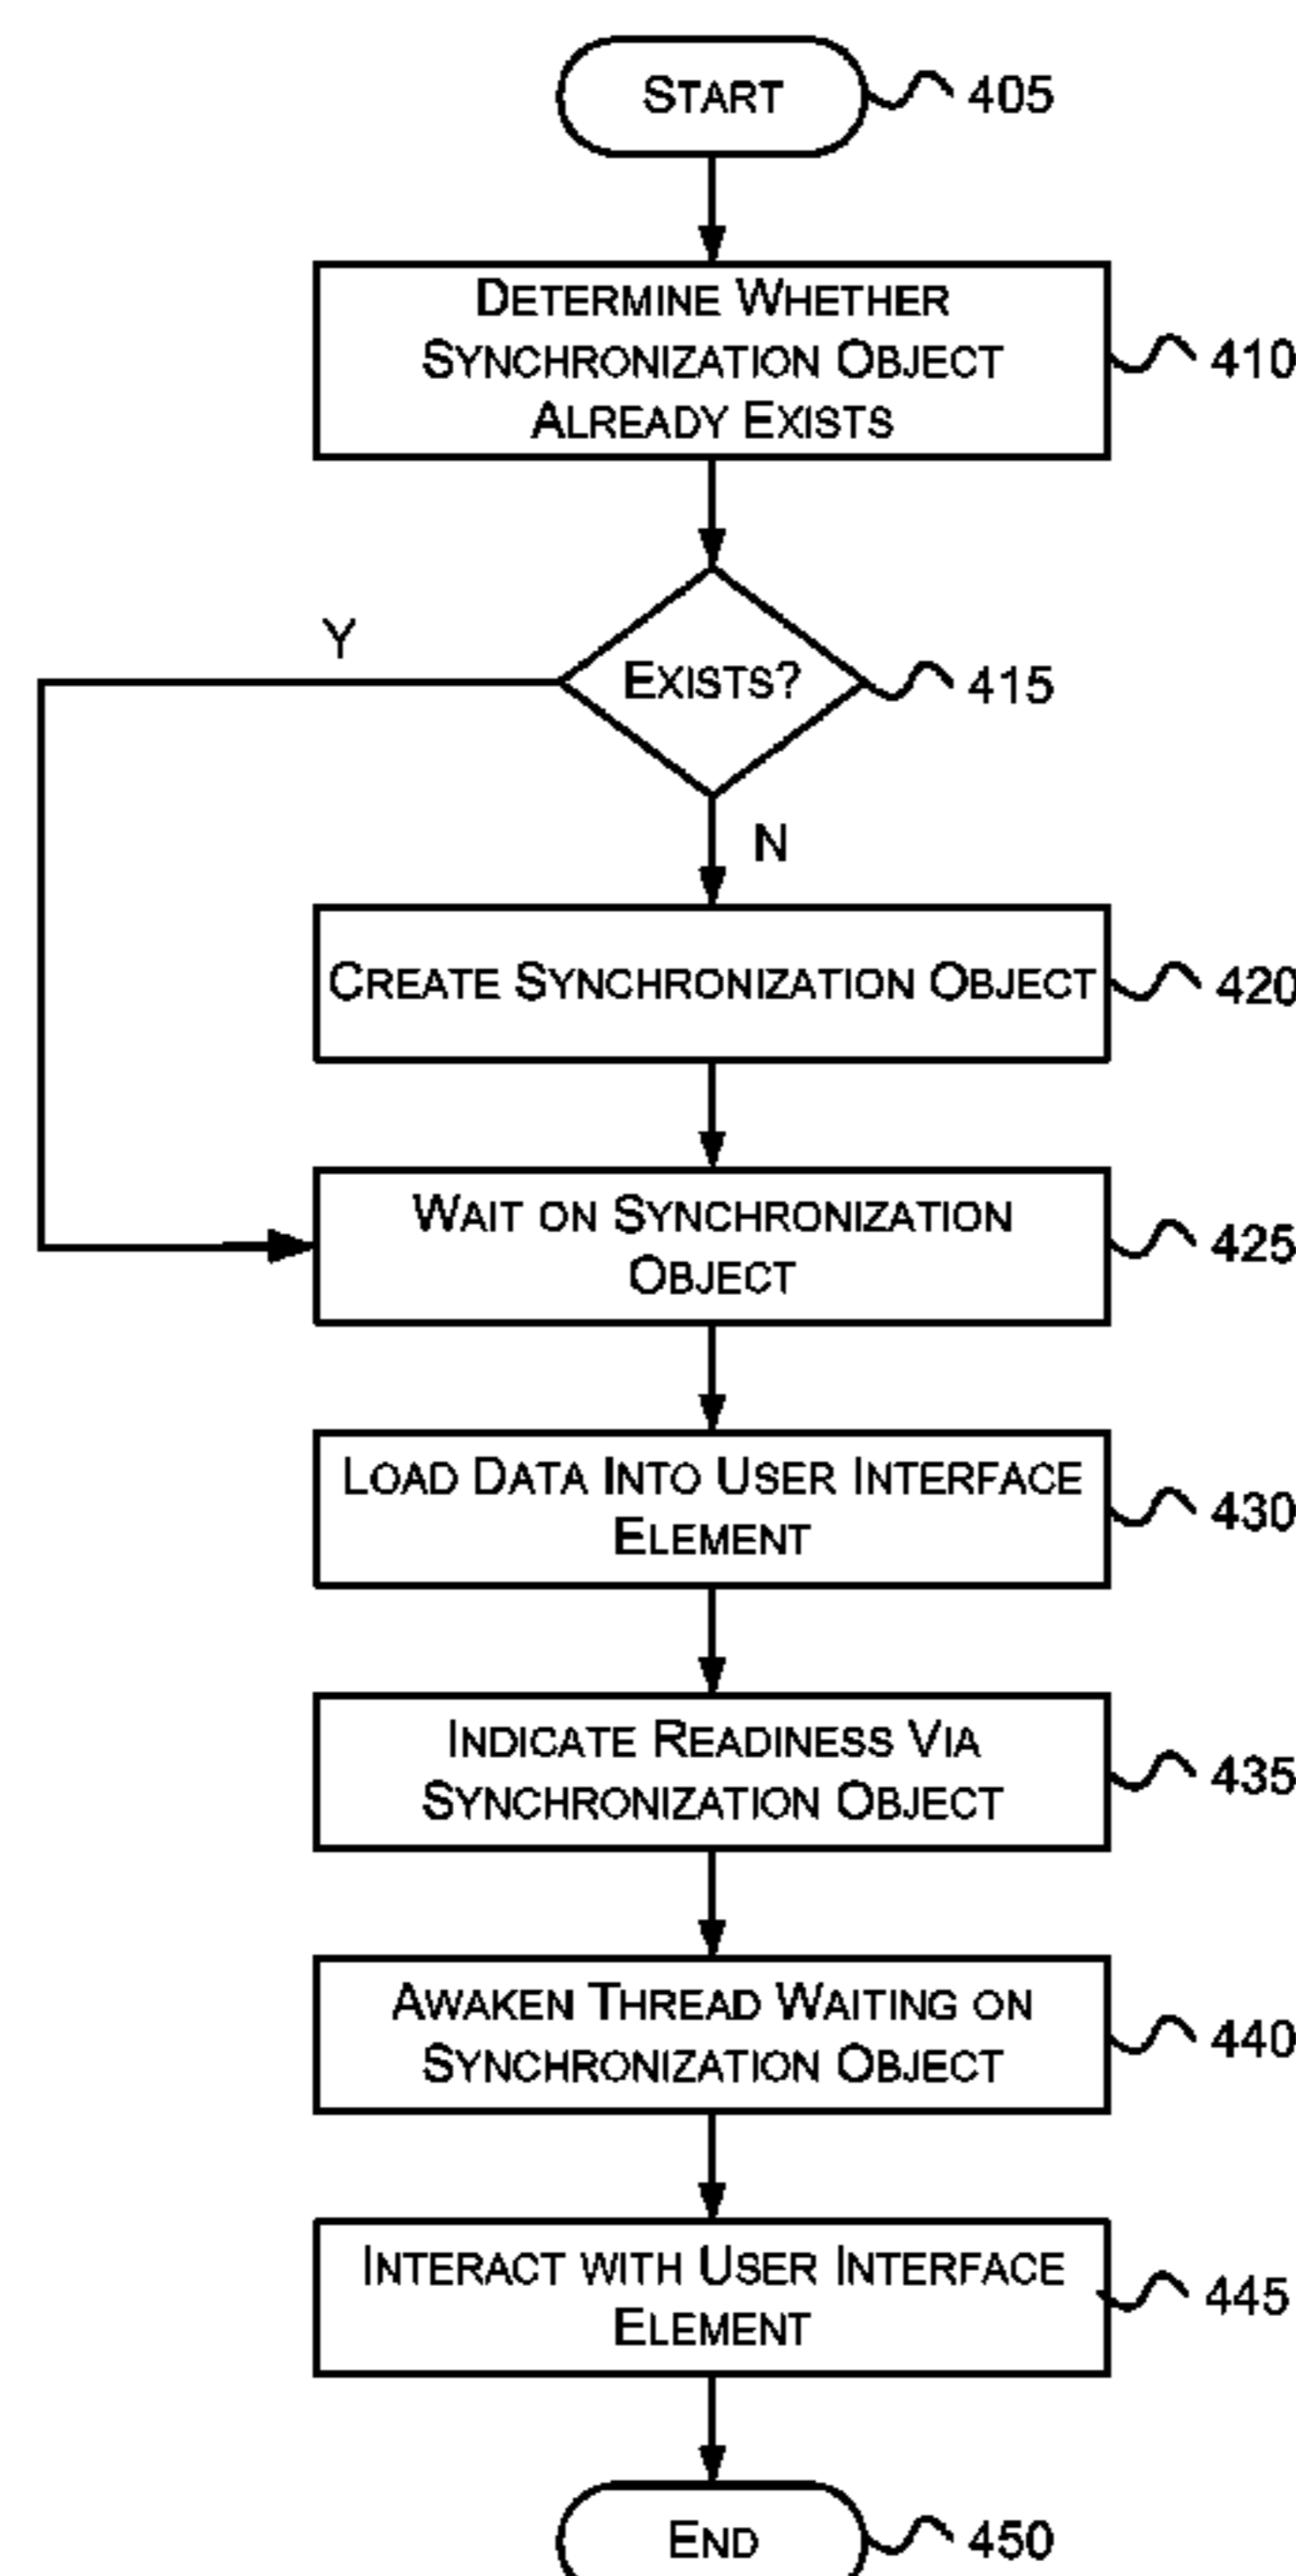 START
405
DETERMINE WHETHER
SYNCHRONIZATION OBJECT
ALREADY EXISTS
410
Y
EXISTS?
415
N
CREATE SYNCHRONIZATION OBJECT
420
WAIT ON SYNCHRONIZATION
OBJECT
425
LOAD DATA INTO USER INTERFACE
ELEMENT
430
INDICATE READINESS VIA
SYNCHRONIZATION OBJECT
435
AWAKEN THREAD WAITING ON
SYNCHRONIZATION OBJECT
440
INTERACT WITH USER INTERFACE
ELEMENT
445
END
450